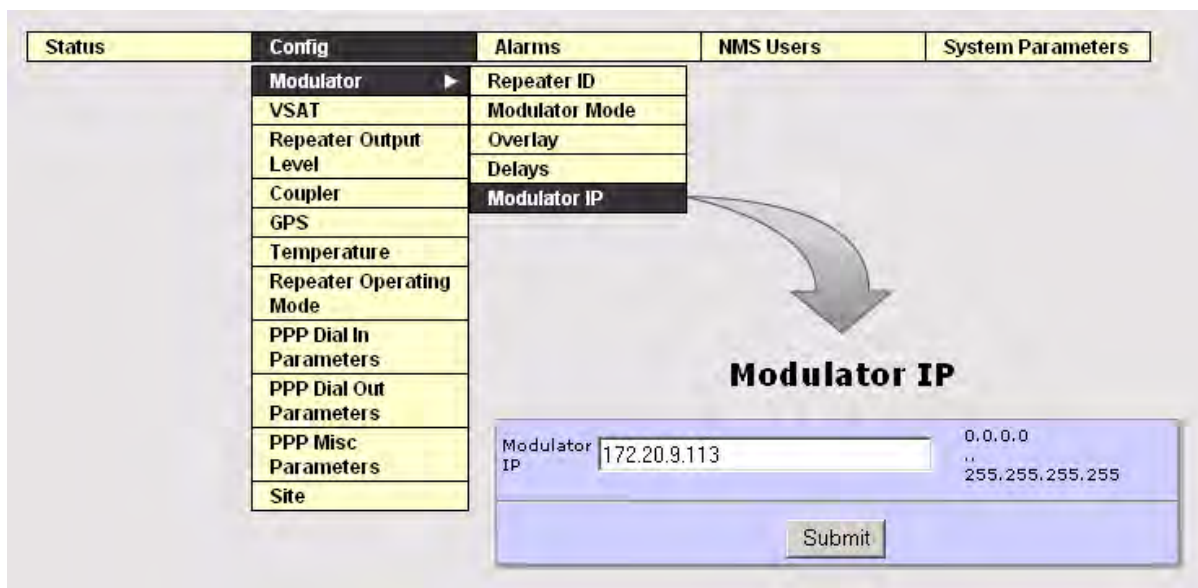 Status
Config
Alarms
NMS Users
System Parameters
Modulator
VSAT
Repeater Output
Level
Coupler
GPS
Temperature
Repeater Operating
Mode
PPP Dial In
Parameters
PPP Dial Out
Parameters
PPP Misc
Parameters
Site
Repeater ID
Modulator Mode
Overlay
Delays
Modulator IP
Modulator IP
Modulator
IP
172.20.9.113
0.0.0.0
..
255.255.255.255
Submit